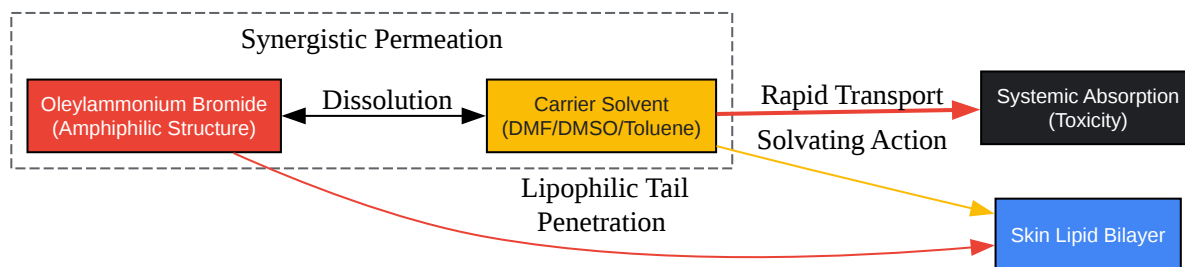 Synergistic Permeation
Oleylammonium Bromide
(Amphiphilic Structure)
Dissolution
Carrier Solvent
(DMF/DMSO/Toluene)
Rapid Transport
Systemic Absorption
(Toxicity)
Solvating Action
Lipophilic Tail
Penetration
Skin Lipid Bilayer